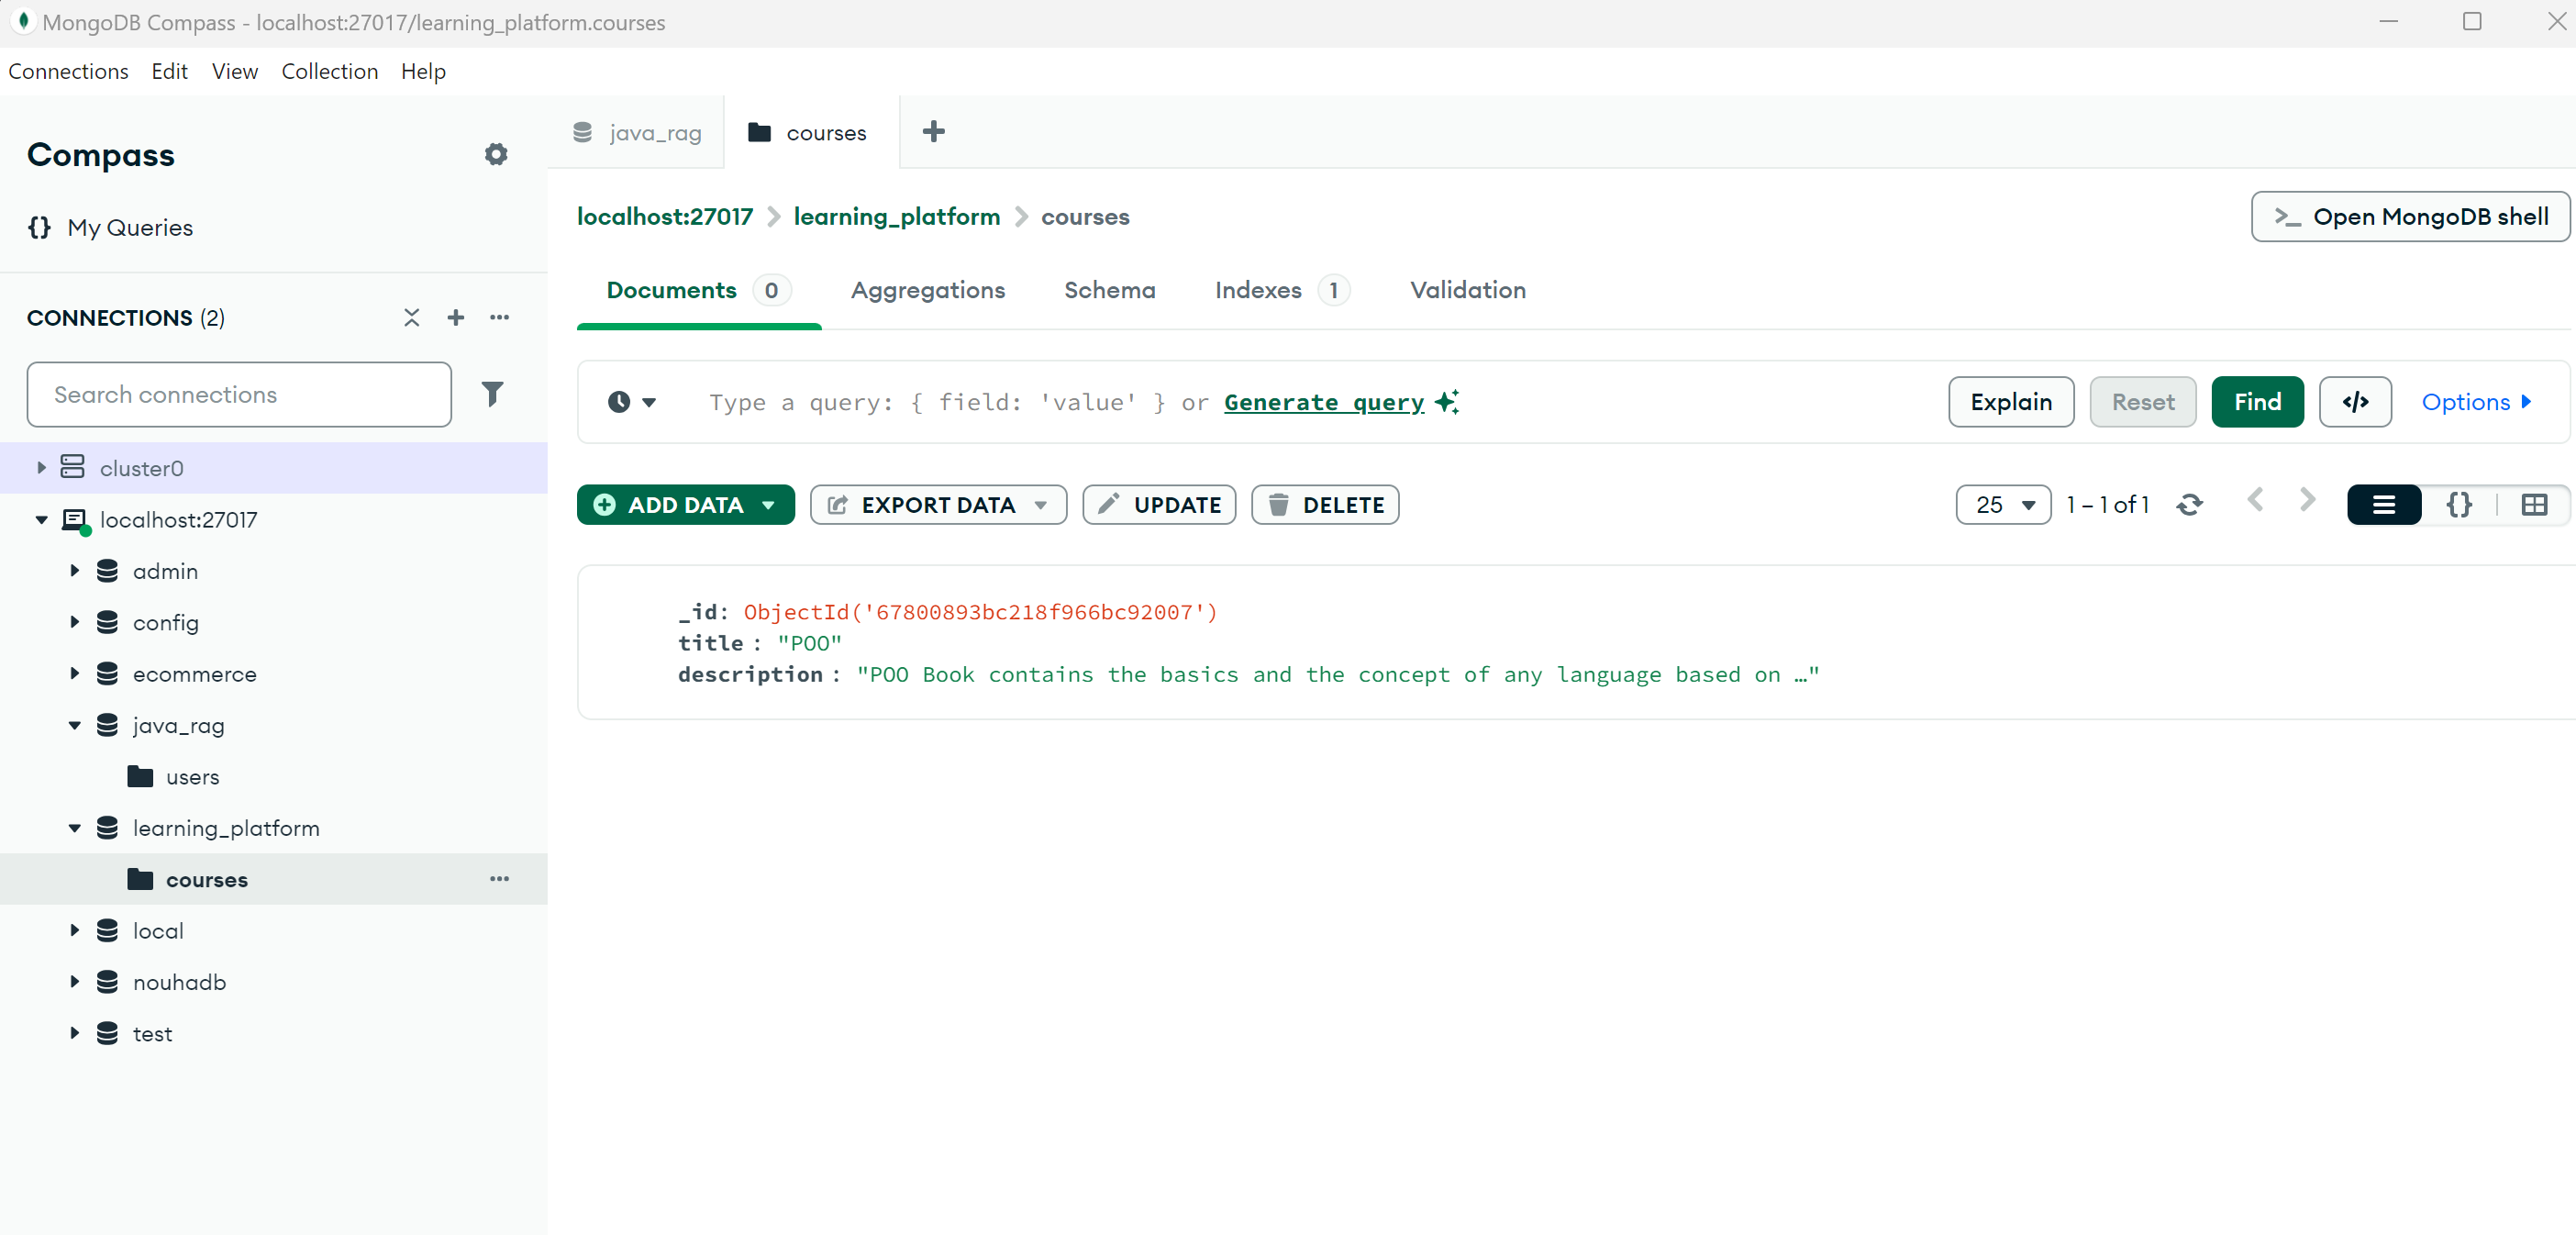 MongoDB Compass - localhost:27017/learning_platform.courses
Connections Edit View Collection Help
Compass
{} My Queries
CONNECTIONS (2)
Search connections
cluster0
localhost:27017
admin
config
ecommerce
java_rag
users
learning_platform
courses
local
nouhadb
test
java_rag
courses
localhost:27017 > learning_platform > courses
>_ Open MongoDB shell
Documents 0 Aggregations Schema Indexes 1 Validation
Type a query: { field: 'value' } or Generate query
Explain Reset Find </> Options
ADD DATA EXPORT DATA UPDATE DELETE
25 1 – 1 of 1 {}
_id: ObjectId('67800893bc218f966bc92007')
title : "POO"
description : "POO Book contains the basics and the concept of any language based on …"